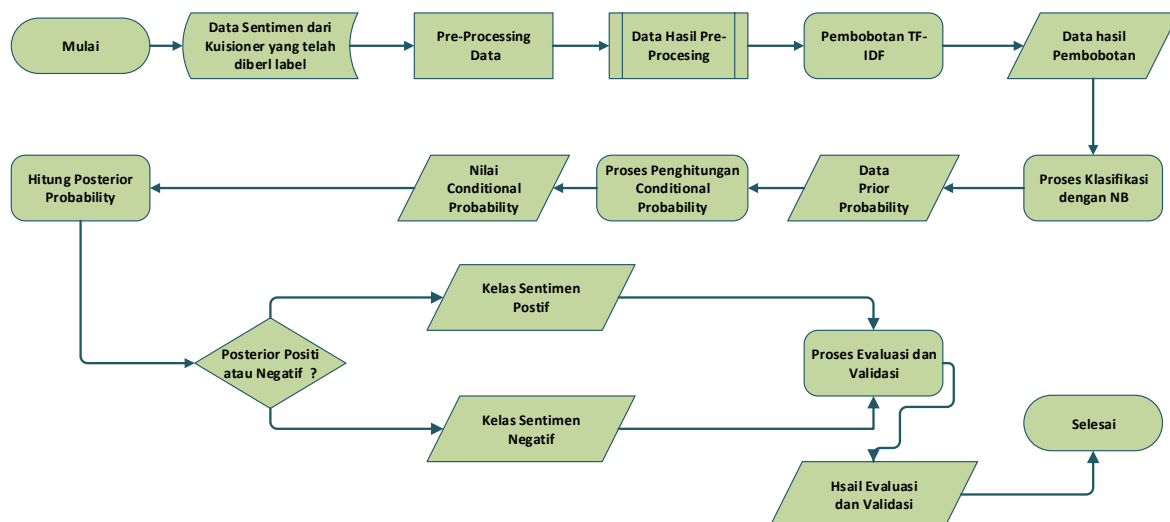 Mulai
Data Sentimen dari
Kuisioner yang telah
diberl label
Pre-Processing
Data
Data Hasil Pre-
Procesing
Pembobotan TF-
IDF
Data hasil
Pembobotan
Hitung Posterior
Probability
Nilai
Conditional
Probability
Proses Penghitungan
Conditional
Probability
Data
Prior
Probability
Proses Klasifikasi
dengan NB
Kelas Sentimen
Postif
Posterior Positi
atau Negatif ?
Proses Evaluasi dan
Validasi
Kelas Sentimen
Negatif
Selesai
Hsail Evaluasi
dan Validasi